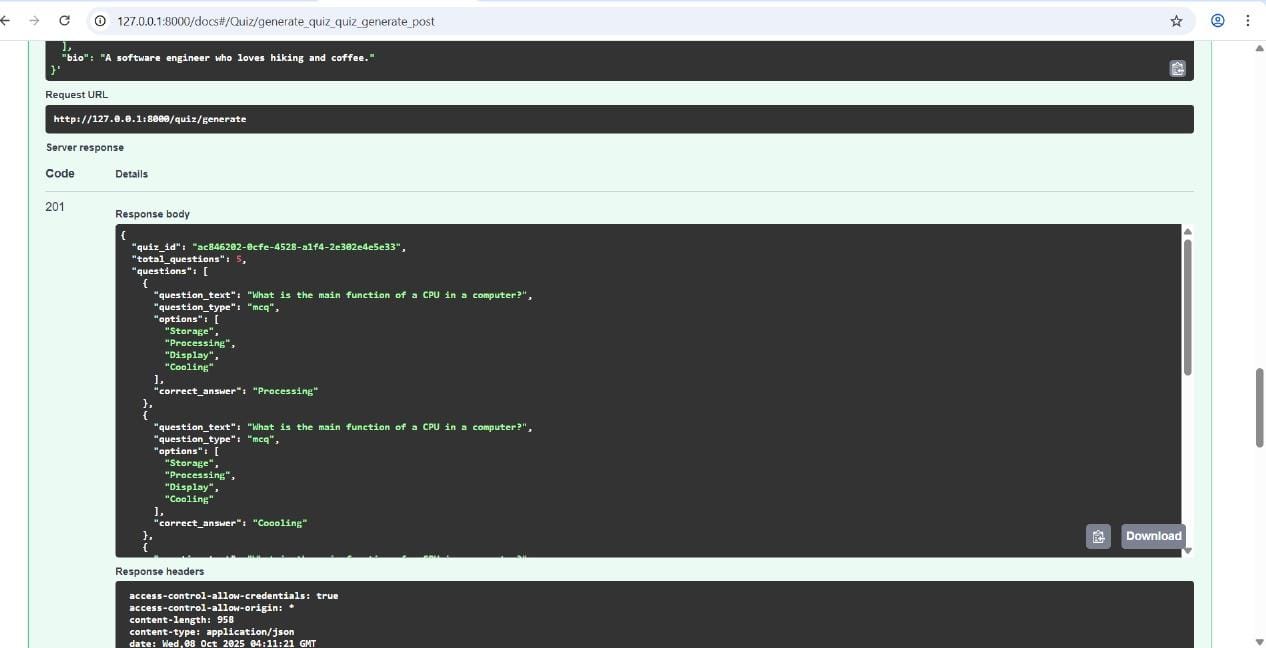 127.0.0.1:8000/docs#/Quiz/generate_quiz_quiz_generate_post
],
"bio": "A software engineer who loves hiking and coffee."
}'
Request URL
http://127.0.0.1:8000/quiz/generate
Server response
Code Details
201
Response body
{
"quiz_id": "ac846202-0cfe-4528-a1f4-2e302e4e5e33",
"total_questions": 5,
"questions": [
{
"question_text": "What is the main function of a CPU in a computer?",
"question_type": "mcq",
"options": [
"Storage",
"Processing",
"Display",
"Cooling"
],
"correct_answer": "Processing"
},
{
"question_text": "What is the main function of a CPU in a computer?",
"question_type": "mcq",
"options": [
"Storage",
"Processing",
"Display",
"Cooling"
],
"correct_answer": "Coooling"
},
{
Download
Response headers
access-control-allow-credentials: true
access-control-allow-origin: *
content-length: 958
content-type: application/json
date: Wed,08 Oct 2025 04:11:21 GMT